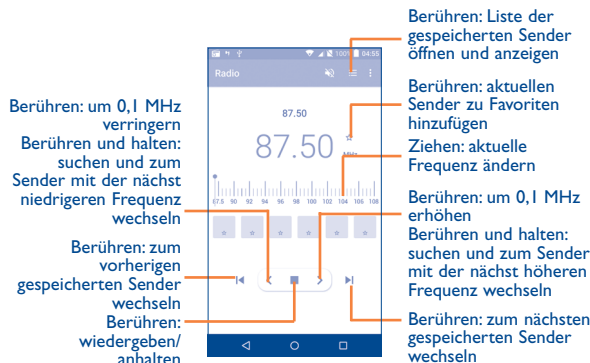 Berühren: Liste der
gespeicherten Sender
öffnen und anzeigen
100% 04:55
Radio
Berühren: aktuellen
Sender zu Favoriten
hinzufügen
87.50
87.50
MHz
Ziehen: aktuelle
Frequenz ändern
Berühren: um 0,1 MHz
verringern
Berühren und halten:
suchen und zum
Sender mit der nächst
niedrigeren Frequenz
wechseln
67.5 90 92 94 96 98 100 102 104 106 108
Berühren: um 0,1 MHz
erhöhen
Berühren und halten:
suchen und zum Sender
mit der nächst höheren
Frequenz wechseln
Berühren: zum
vorherigen
gespeicherten Sender
wechseln
Berühren:
wiedergeben/
anhalten
Berühren: zum nächsten
gespeicherten Sender
wechseln